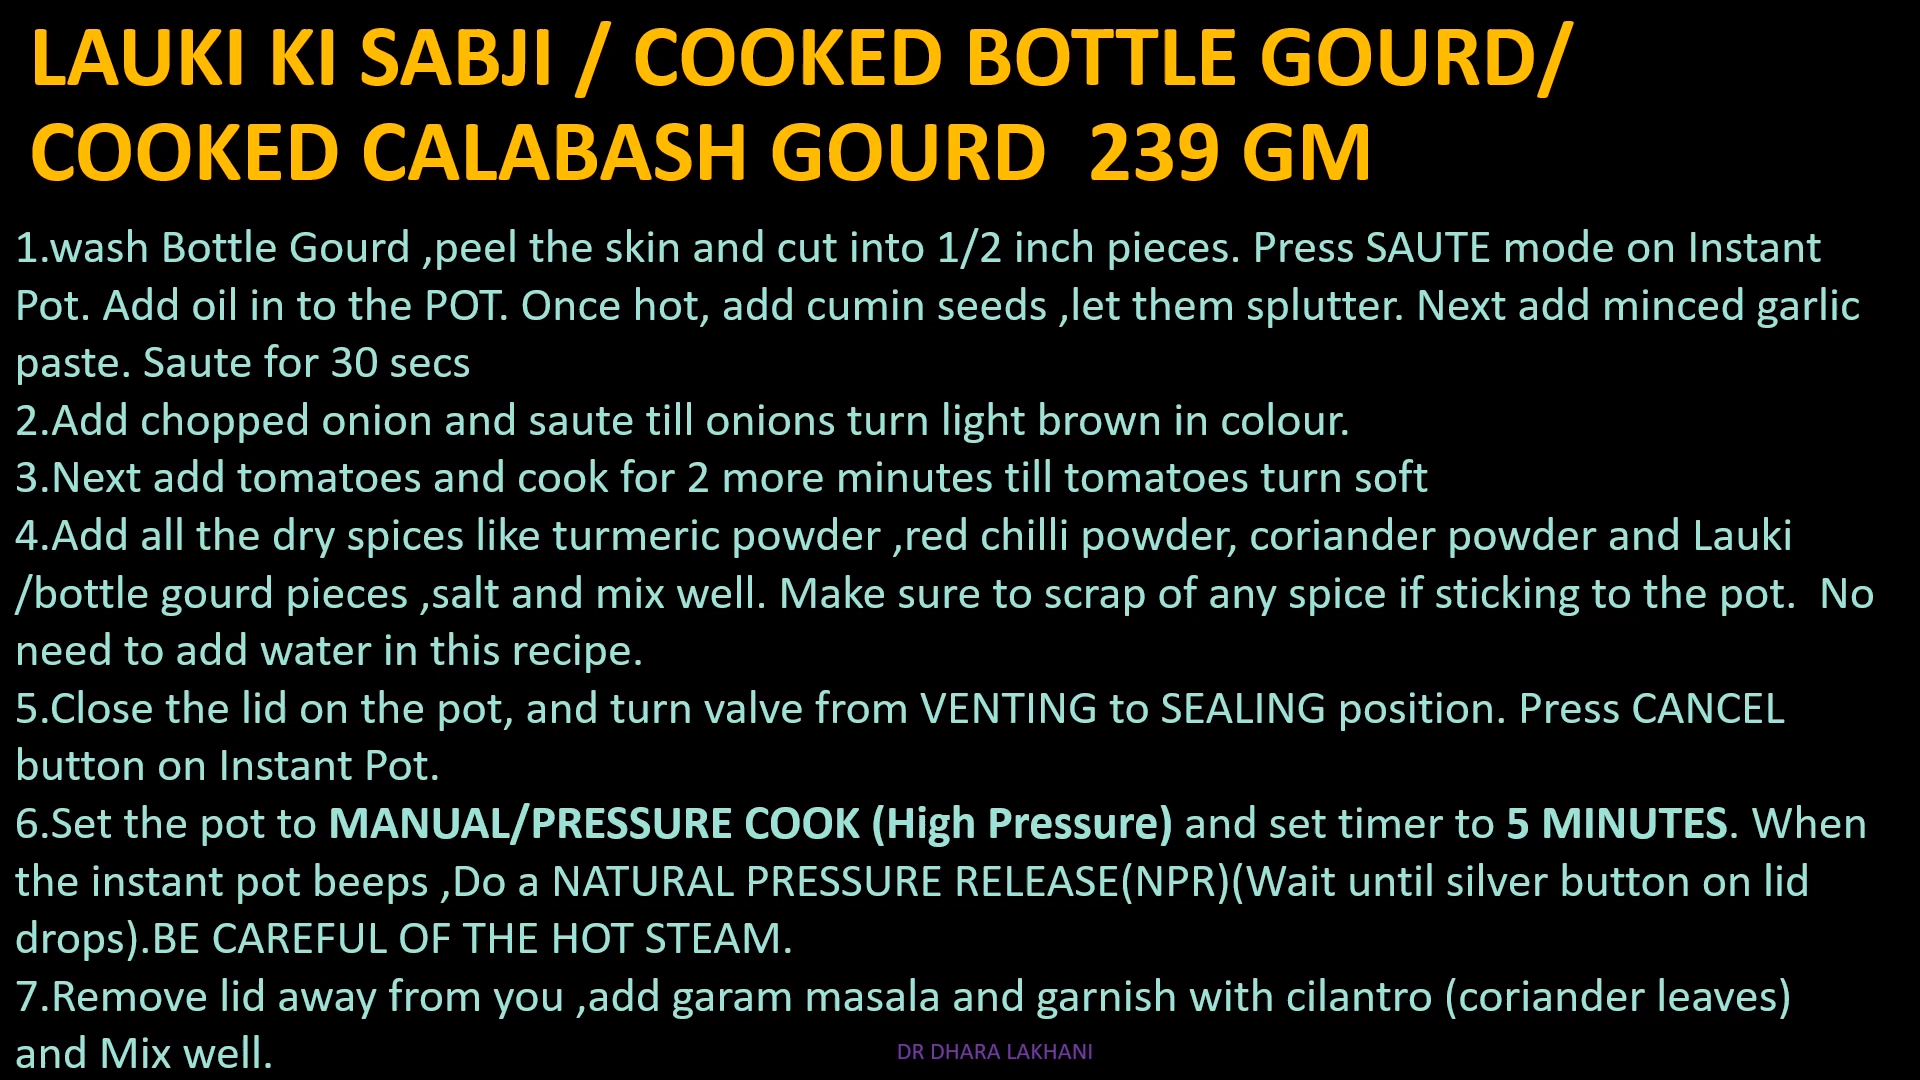 LAUKI KI SABJI / COOKED BOTTLE GOURD/
COOKED CALABASH GOURD  239 GM
1.wash Bottle Gourd ,peel the skin and cut into 1/2 inch pieces. Press SAUTE mode on Instant
Pot. Add oil in to the POT. Once hot, add cumin seeds ,let them splutter. Next add minced garlic
paste. Saute for 30 secs
2.Add chopped onion and saute till onions turn light brown in colour.
3.Next add tomatoes and cook for 2 more minutes till tomatoes turn soft
4.Add all the dry spices like turmeric powder ,red chilli powder, coriander powder and Lauki
/bottle gourd pieces ,salt and mix well. Make sure to scrap of any spice if sticking to the pot.  No
need to add water in this recipe.
5.Close the lid on the pot, and turn valve from VENTING to SEALING position. Press CANCEL
button on Instant Pot.
6.Set the pot to MANUAL/PRESSURE COOK (High Pressure) and set timer to 5 MINUTES. When
the instant pot beeps ,Do a NATURAL PRESSURE RELEASE(NPR)(Wait until silver button on lid
drops).BE CAREFUL OF THE HOT STEAM.
7.Remove lid away from you ,add garam masala and garnish with cilantro (coriander leaves)
and Mix well.
DR DHARA LAKHANI